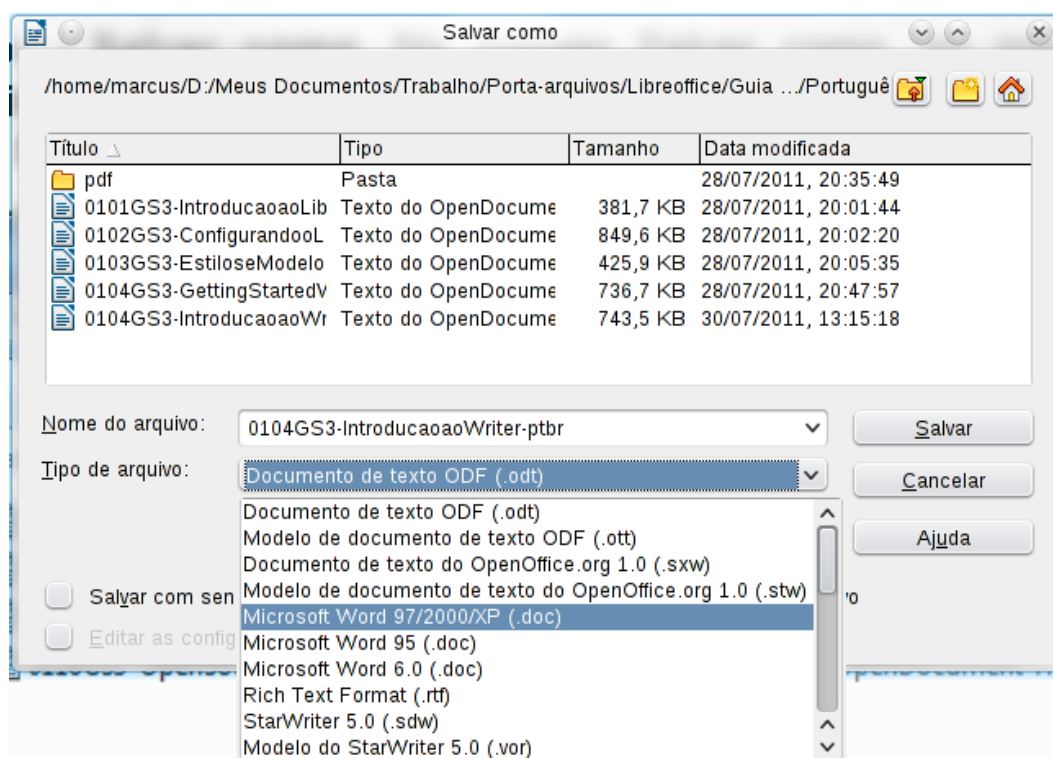 Salvar como
/home/marcus/D:/Meus Documentos/Trabalho/Porta-arquivos/Libreoffice/Guia .../Portuguê
Título Tipo Tamanho Data modificada
pdf Pasta 28/07/2011, 20:35:49
0101GS3-IntroducaoaoLib Texto do OpenDocume 381,7 KB 28/07/2011, 20:01:44
0102GS3-ConfigurandooL Texto do OpenDocume 849,6 KB 28/07/2011, 20:02:20
0103GS3-EstiloseModelo Texto do OpenDocume 425,9 KB 28/07/2011, 20:05:35
0104GS3-GettingStartedV Texto do OpenDocume 736,7 KB 28/07/2011, 20:47:57
0104GS3-IntroducaoaoWr Texto do OpenDocume 743,5 KB 30/07/2011, 13:15:18
Nome do arquivo: 0104GS3-IntroducaoaoWriter-ptbr Salvar
Tipo de arquivo: Documento de texto ODF (.odt) Cancelar
Documento de texto ODF (.odt)
Modelo de documento de texto ODF (.ott) Ajuda
Documento de texto do OpenOffice.org 1.0 (.sxw)
Salvar com sen Modelo de documento de texto do OpenOffice.org 1.0 (.stw) vo
Microsoft Word 97/2000/XP (.doc)
Editar as config Microsoft Word 95 (.doc)
Microsoft Word 6.0 (.doc)
Rich Text Format (.rtf)
StarWriter 5.0 (.sdw)
Modelo do StarWriter 5.0 (.vor)